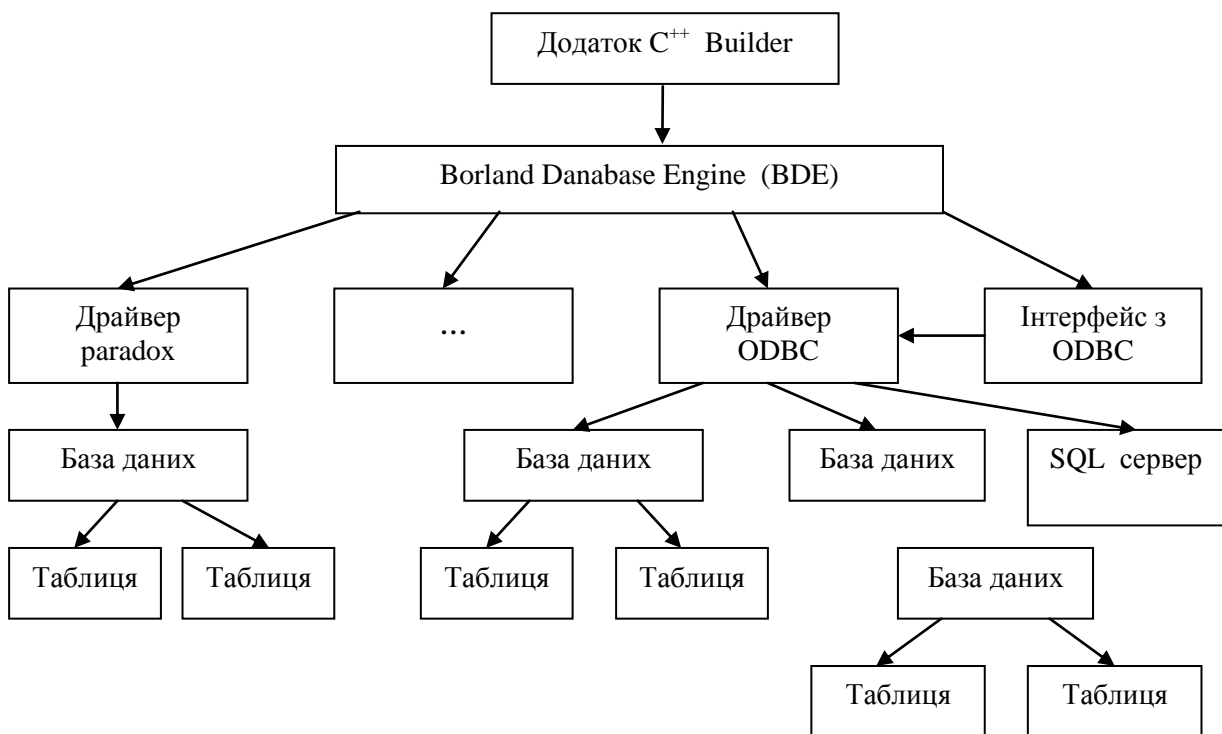 Додаток C++ Builder
Borland Danabase Engine (BDE)
Драйвер
paradox
...
Драйвер
ODBC
Інтерфейс з
ODBC
База даних
База даних
База даних
SQL сервер
Таблиця
Таблиця
Таблиця
Таблиця
База даних
Таблиця
Таблиця